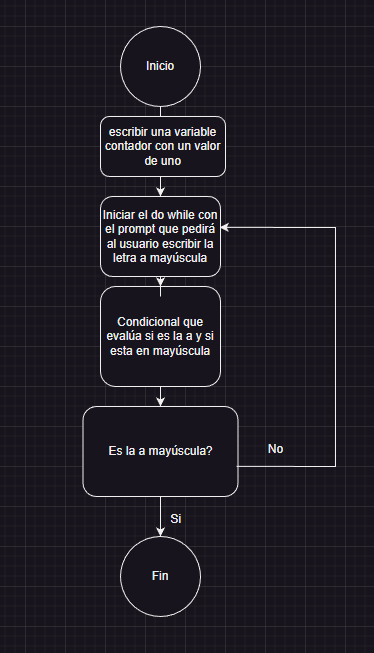 Inicio
escribir una variable
contador con un valor
de uno
Iniciar el do while con
el prompt que pedirá
al usuario escribir la
letra a mayúscula
Condicional que
evalúa si es la a y si
esta en mayúscula
Es la a mayúscula?
No
Si
Fin